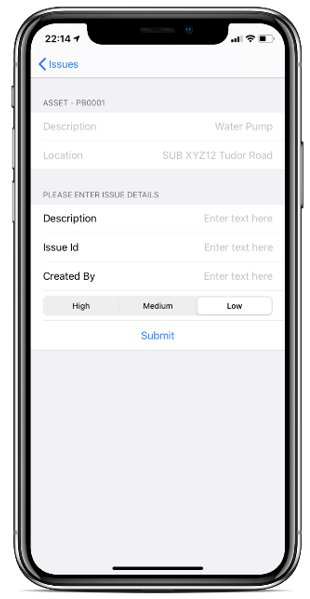 22:14
Issues
ASSET - PB0001
Description Water Pump
Location SUB XYZ12 Tudor Road
PLEASE ENTER ISSUE DETAILS
Description Enter text here
Issue Id Enter text here
Created By Enter text here
High Medium Low
Submit